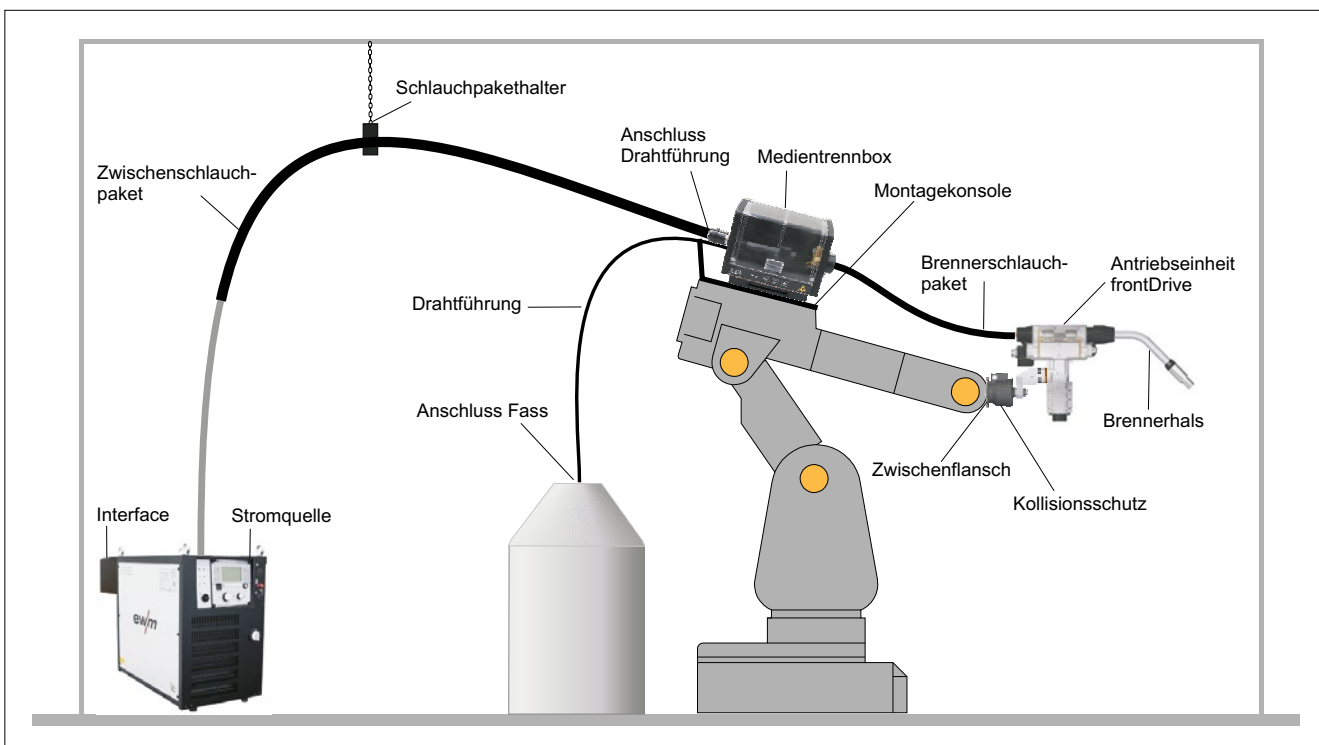 Schlauchpakethalter
Anschluss
Drahtführung
Medientrennbox
Zwischenschlauch-
paket
Montagekonsole
Brennerschlauch-
paket
Antriebseinheit
frontDrive
Drahtführung
Anschluss Fass
Brennerhals
Zwischenflansch
Kollisionsschutz
Interface
Stromquelle
ewm